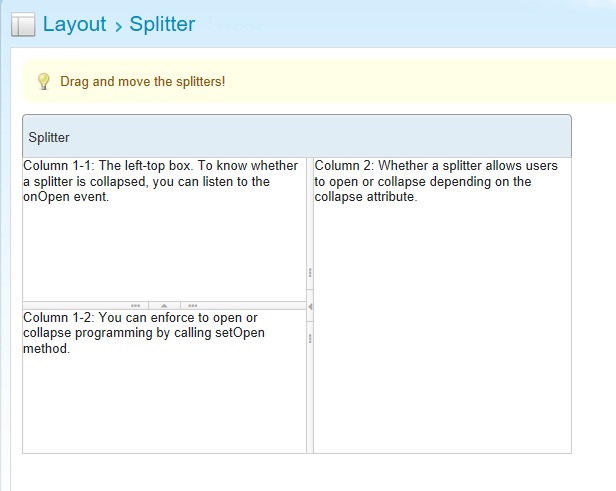 Layout › Splitter
Drag and move the splitters!
Splitter
Column 1-1: The left-top box. To know whether
a splitter is collapsed, you can listen to the
onOpen event.
Column 1-2: You can enforce to open or
collapse programming by calling setOpen
method.
Column 2: Whether a splitter allows users
to open or collapse depending on the
collapse attribute.